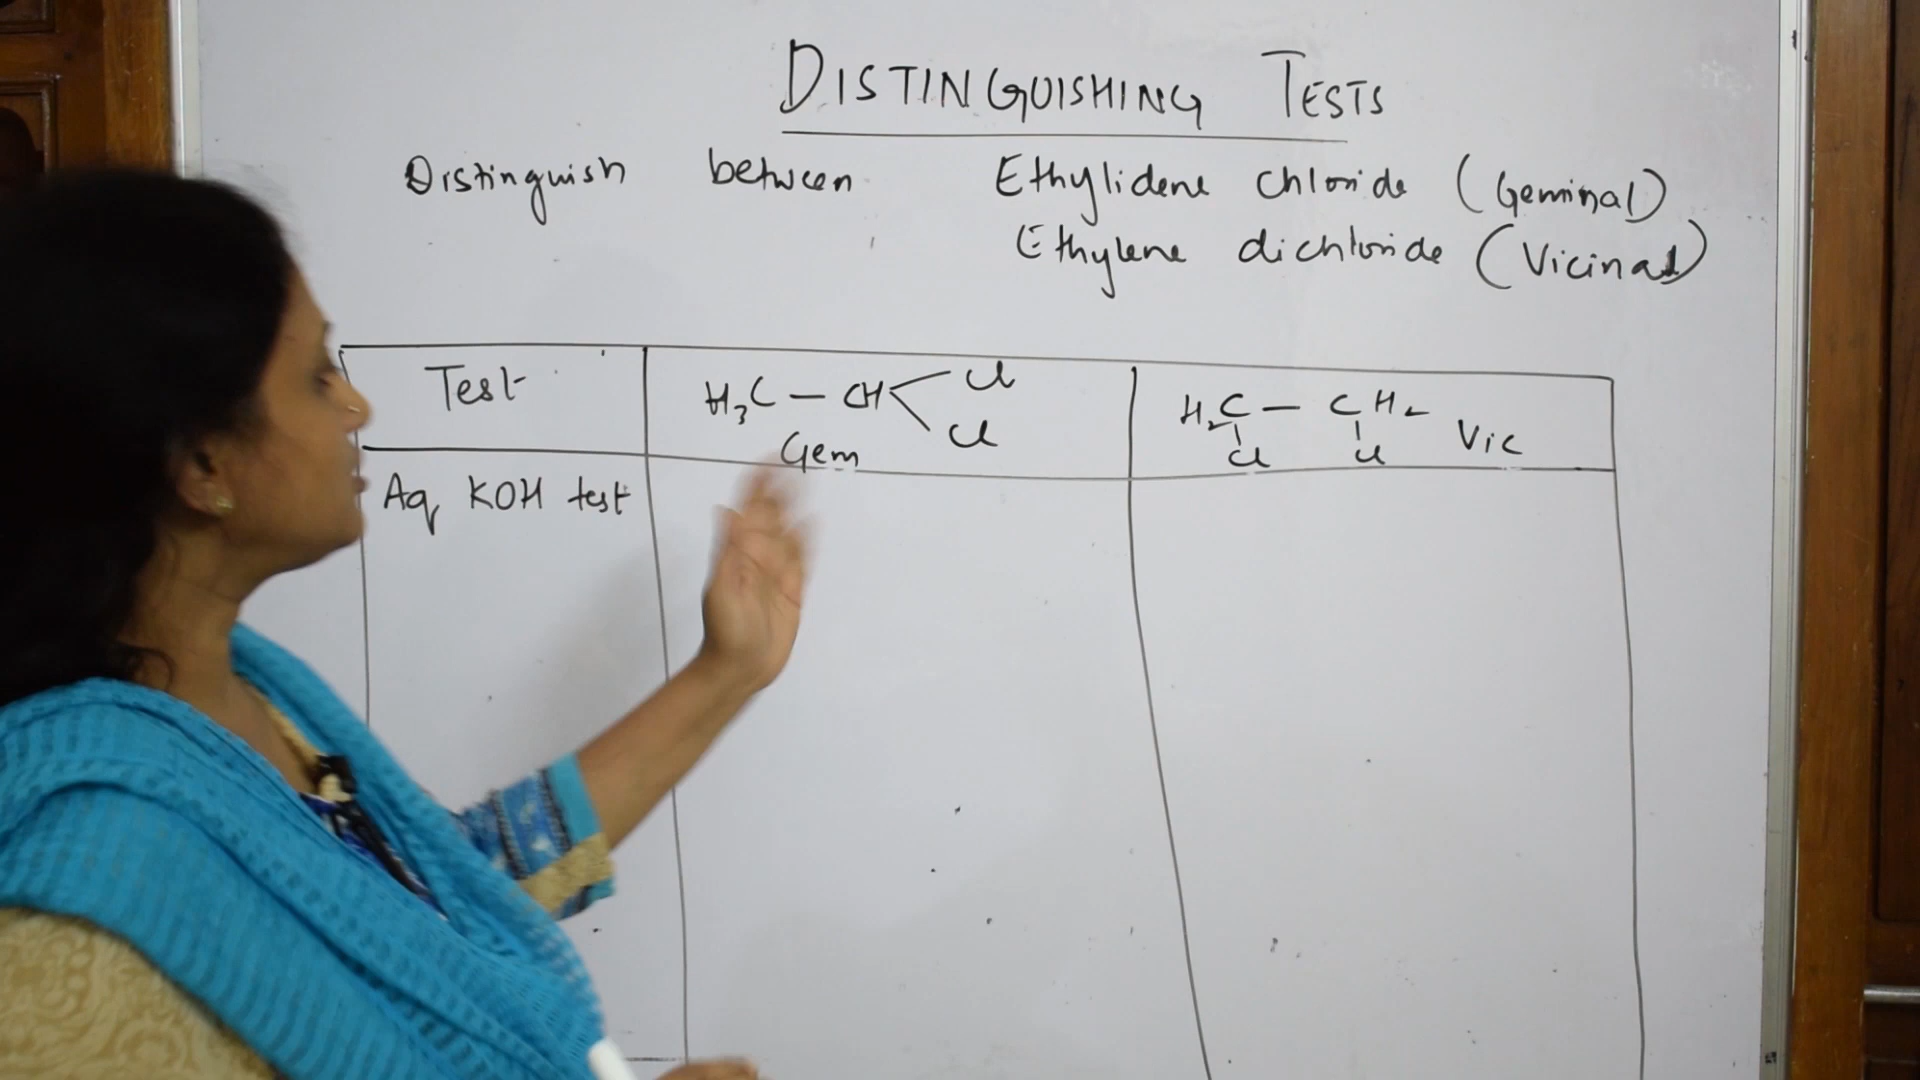 DISTINGUISHING TESTS
Distinguish between Ethylidene chloride (Geminal)
Ethylene dichloride (Vicinal)
Test
H₃C — CH Cl
Cl
Gem
H₂C — CH₂
Cl Cl Vic
Aq KOH test